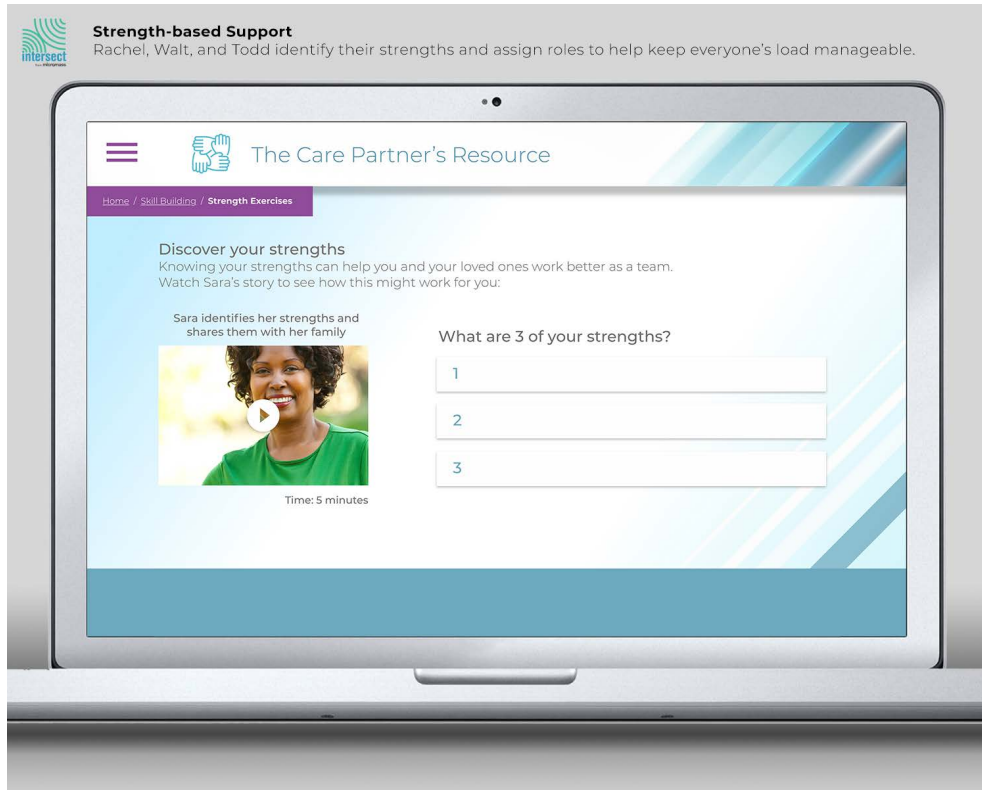 intersect
Strength-based Support
Rachel, Walt, and Todd identify their strengths and assign roles to help keep everyone's load manageable.
The Care Partner's Resource
Home / Skill Building / Strength Exercises
Discover your strengths
Knowing your strengths can help you and your loved ones work better as a team.
Watch Sara's story to see how this might work for you:
Sara identifies her strengths and
shares them with her family
Time: 5 minutes
What are 3 of your strengths?
1
2
3